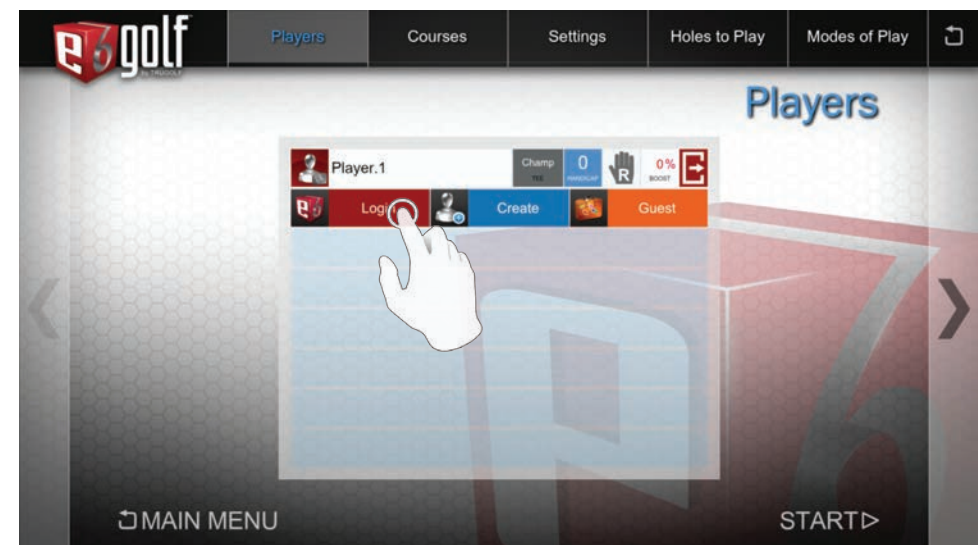 e6golf
BY TRUGOLF
Players Courses Settings Holes to Play Modes of Play
Players
Player.1 Champ 0 R 0%
TEE HANDICAP BOOST
e6 Login Create Guest
MAIN MENU START